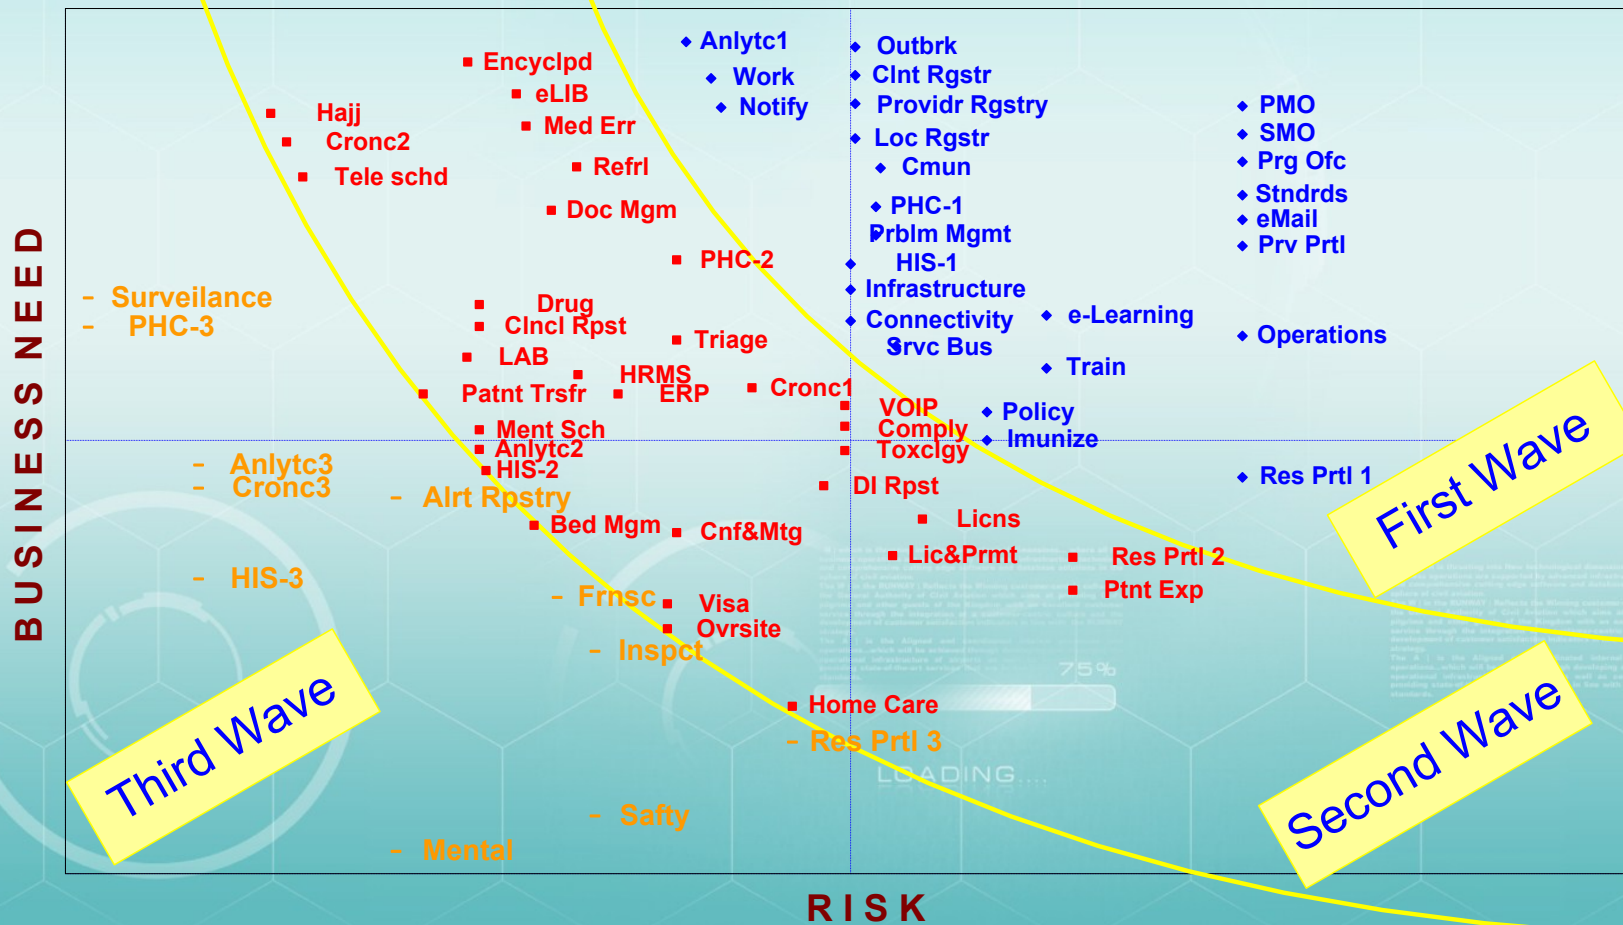 Anlytc1
Outbrk
Encyclpd
Work
Clnt Rgstr
eLIB
Notify
Providr Rgstry
PMO
Hajj
Med Err
Loc Rgstr
SMO
Cronc2
Refrl
Cmun
Prg Ofc
Tele schd
Doc Mgm
PHC-1
Stndrds
eMail
Prblm Mgmt
Prv Prtl
PHC-2
HIS-1
Surveilance
Drug
Infrastructure
PHC-3
Clncl Rpst
Triage
Connectivity
e-Learning
Srvc Bus
Operations
LAB
HRMS
Train
Patnt Trsfr
ERP
Cronc1
VOIP
Policy
Ment Sch
Comply
Imunize
Anlytc2
Toxclgy
Anlytc3
HIS-2
Cronc3
Alrt Rpstry
DI Rpst
Res Prtl 1
Bed Mgm
Cnf&Mtg
Licns
Lic&Prmt
Res Prtl 2
HIS-3
Frnsc
Visa
Ptnt Exp
Ovrsite
Inspct
75%
Home Care
Res Prtl 3
LOADING....
Safty
Mental
First Wave
Second Wave
Third Wave
BUSINESS NEED
RISK